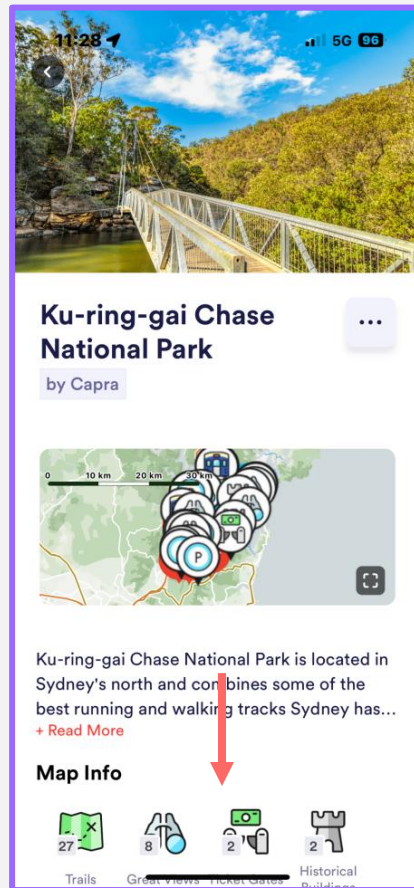 11:28
5G 96
Ku-ring-gai Chase
National Park
by Capra
0 10 km 20 km 30 km
P
Ku-ring-gai Chase National Park is located in
Sydney's north and combines some of the
best running and walking tracks Sydney has...
+ Read More
Map Info
27 8 2 2
Trails Great Views Ticket Gates Historical
Buildings